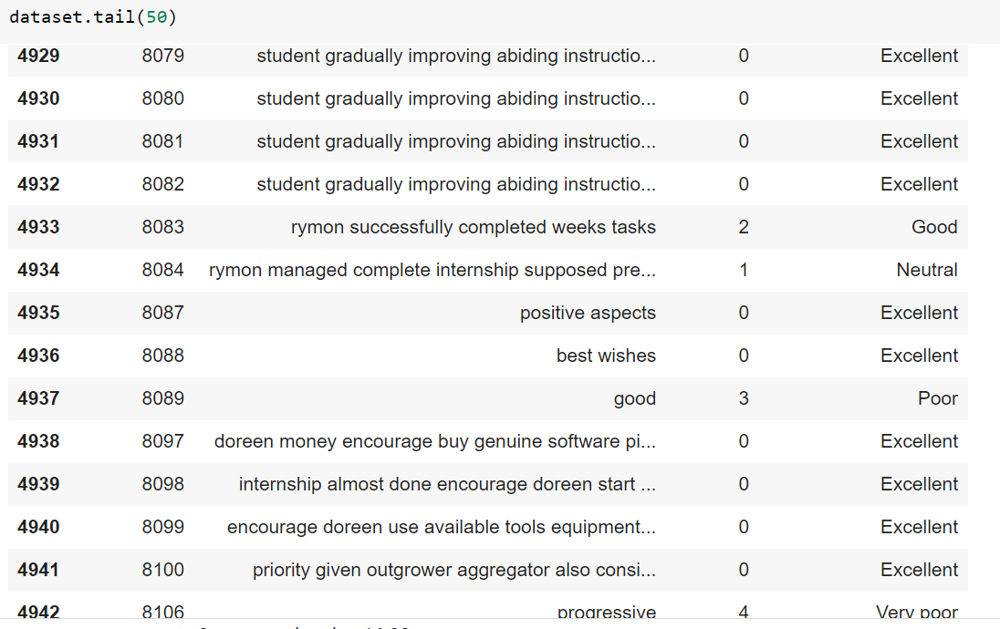 dataset.tail(50)
4929 8079 student gradually improving abiding instructio... 0 Excellent
4930 8080 student gradually improving abiding instructio... 0 Excellent
4931 8081 student gradually improving abiding instructio... 0 Excellent
4932 8082 student gradually improving abiding instructio... 0 Excellent
4933 8083 rymon successfully completed weeks tasks 2 Good
4934 8084 rymon managed complete internship supposed pre... 1 Neutral
4935 8087 positive aspects 0 Excellent
4936 8088 best wishes 0 Excellent
4937 8089 good 3 Poor
4938 8097 doreen money encourage buy genuine software pi... 0 Excellent
4939 8098 internship almost done encourage doreen start ... 0 Excellent
4940 8099 encourage doreen use available tools equipment... 0 Excellent
4941 8100 priority given outgrower aggregator also consi... 0 Excellent
4942 8106 progressive 4 Very poor